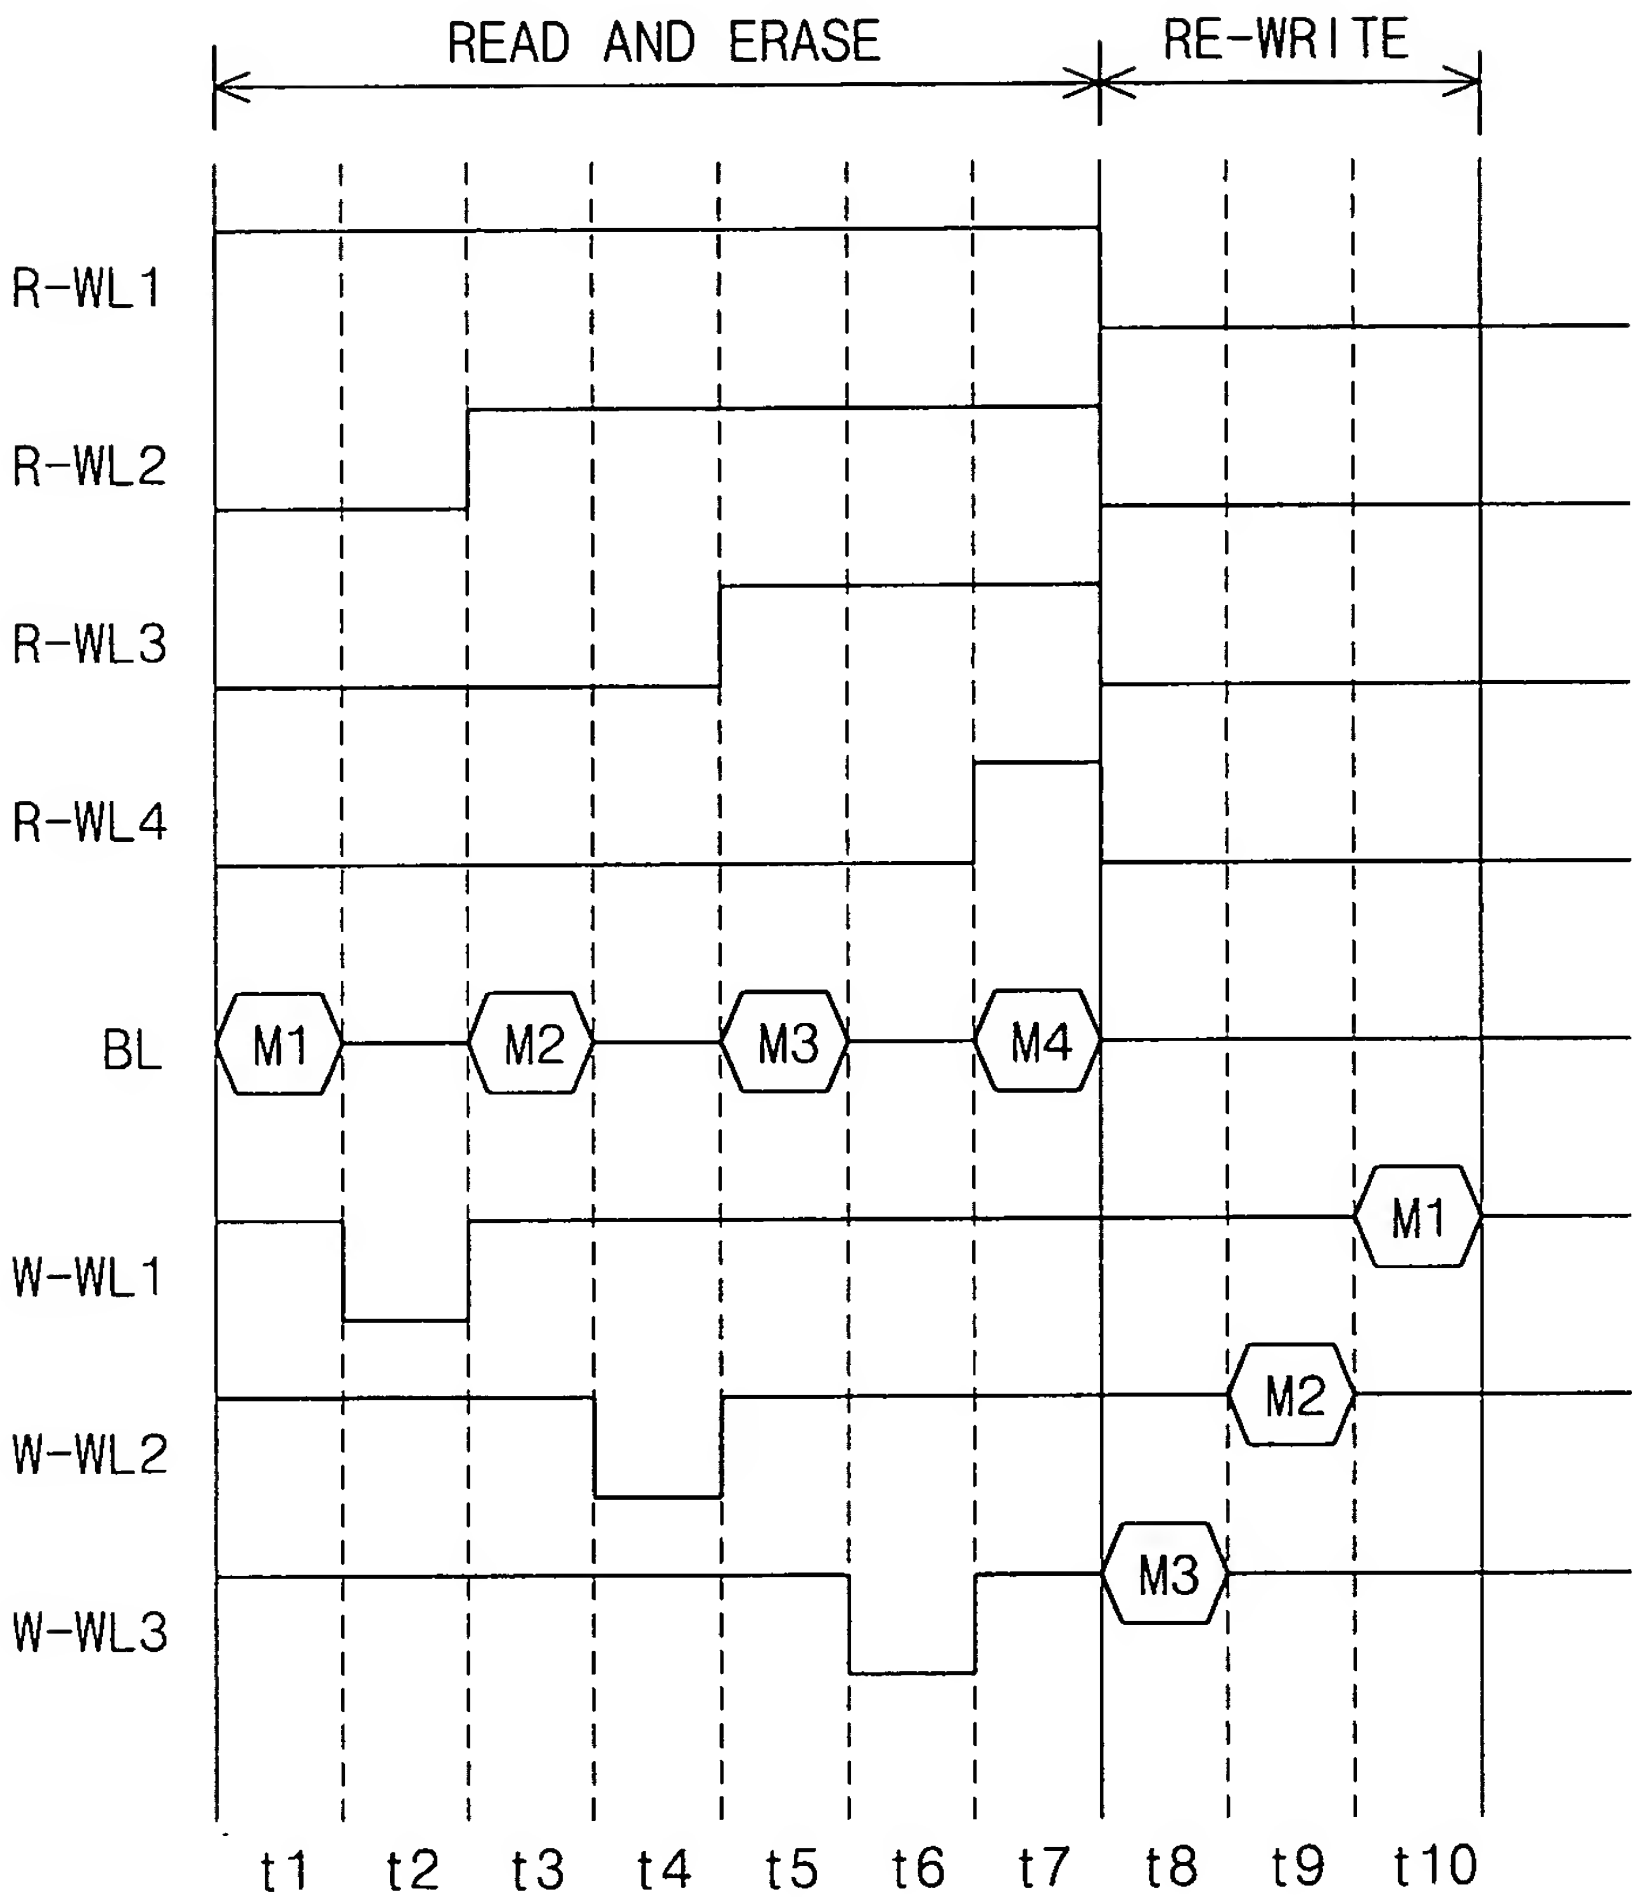 READ AND ERASE
RE-WRITE
R-WL1
R-WL2
R-WL3
R-WL4
BL
M1
M2
M3
M4
W-WL1
M1
W-WL2
M2
W-WL3
M3
t1 t2 t3 t4 t5 t6 t7 t8 t9 t10